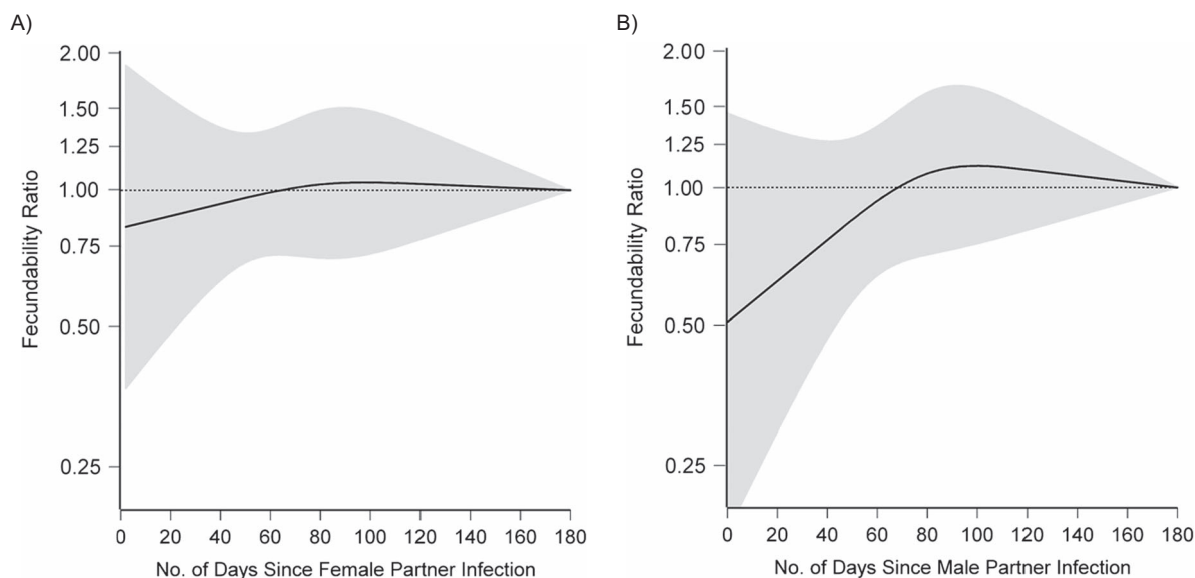 A)
2.00
1.50
1.25
1.00
0.75
0.50
0.25
Fecundability Ratio
0 20 40 60 80 100 120 140 160 180
No. of Days Since Female Partner Infection
B)
2.00
1.50
1.25
1.00
0.75
0.50
0.25
Fecundability Ratio
0 20 40 60 80 100 120 140 160 180
No. of Days Since Male Partner Infection